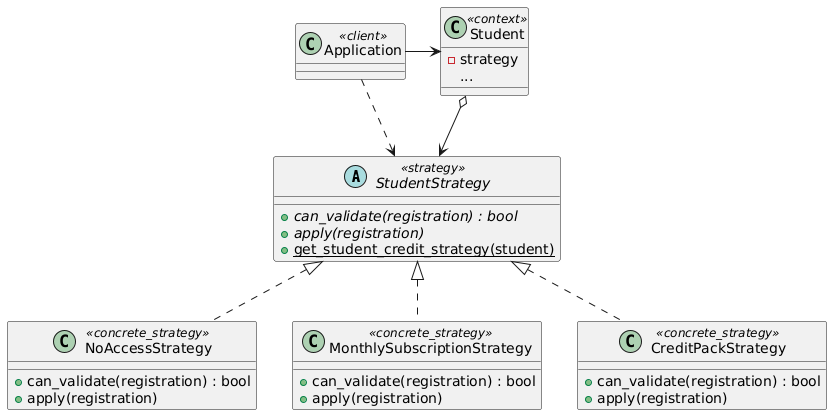 «client»
C Application
«context»
C Student
strategy
...
«strategy»
A StudentStrategy
can_validate(registration) : bool
apply(registration)
get_student_credit_strategy(student)
«concrete_strategy»
C NoAccessStrategy
can_validate(registration) : bool
apply(registration)
«concrete_strategy»
C MonthlySubscriptionStrategy
can_validate(registration) : bool
apply(registration)
«concrete_strategy»
C CreditPackStrategy
can_validate(registration) : bool
apply(registration)